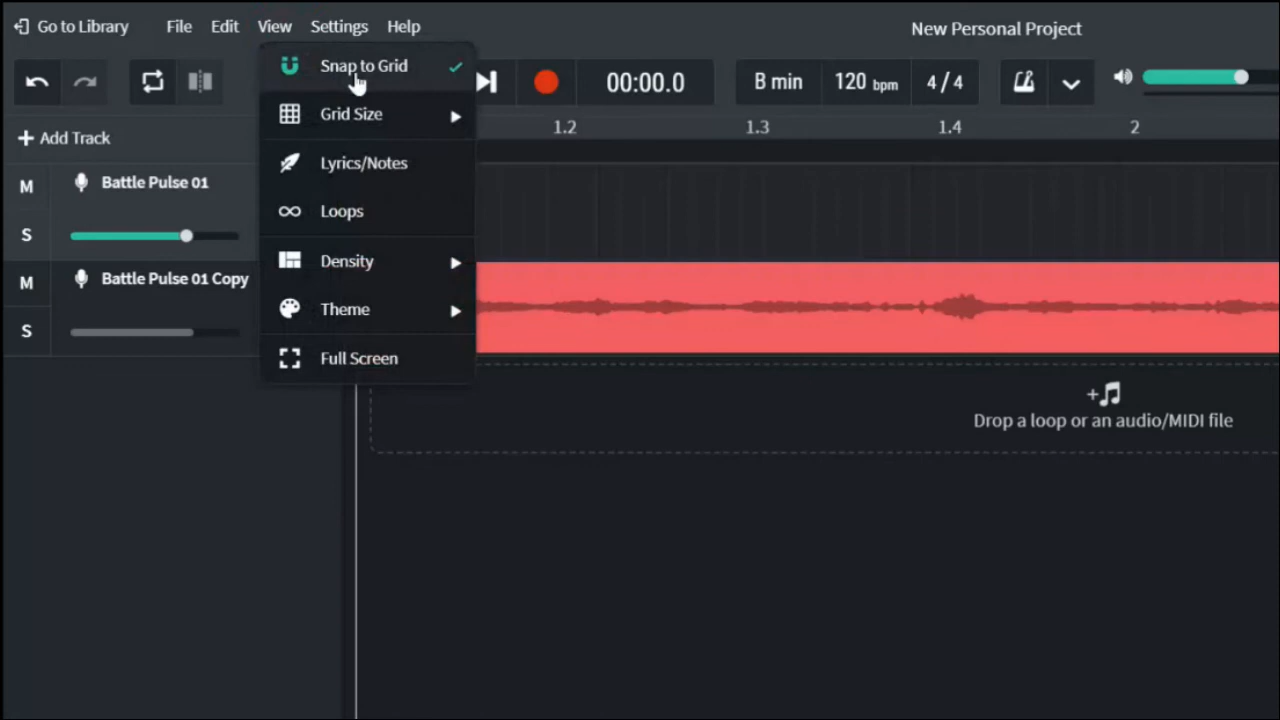 Go to Library File Edit View Settings Help New Personal Project
Snap to Grid
00:00.0 B min 120 bpm 4/4
Grid Size
1.2 1.3 1.4 2
+ Add Track
Lyrics/Notes
M Battle Pulse 01
Loops
S
Density
M Battle Pulse 01 Copy
Theme
S
Full Screen
Drop a loop or an audio/MIDI file